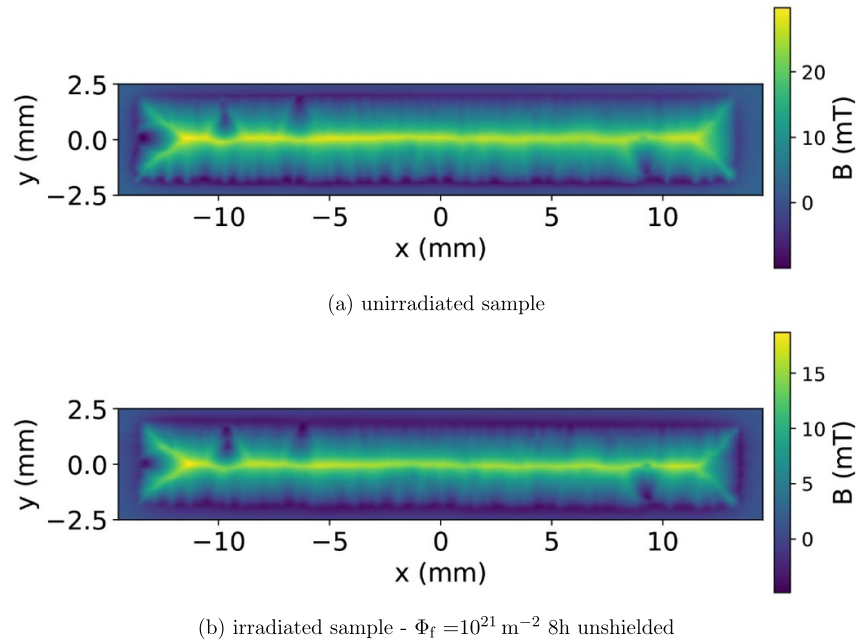 2.5
0.0
−2.5
y (mm)
−10 −5 0 5 10
x (mm)
20
10
0
B (mT)
(a) unirradiated sample
2.5
0.0
−2.5
y (mm)
−10 −5 0 5 10
x (mm)
15
10
5
0
B (mT)
(b) irradiated sample - Φ_f =10²¹ m⁻² 8h unshielded